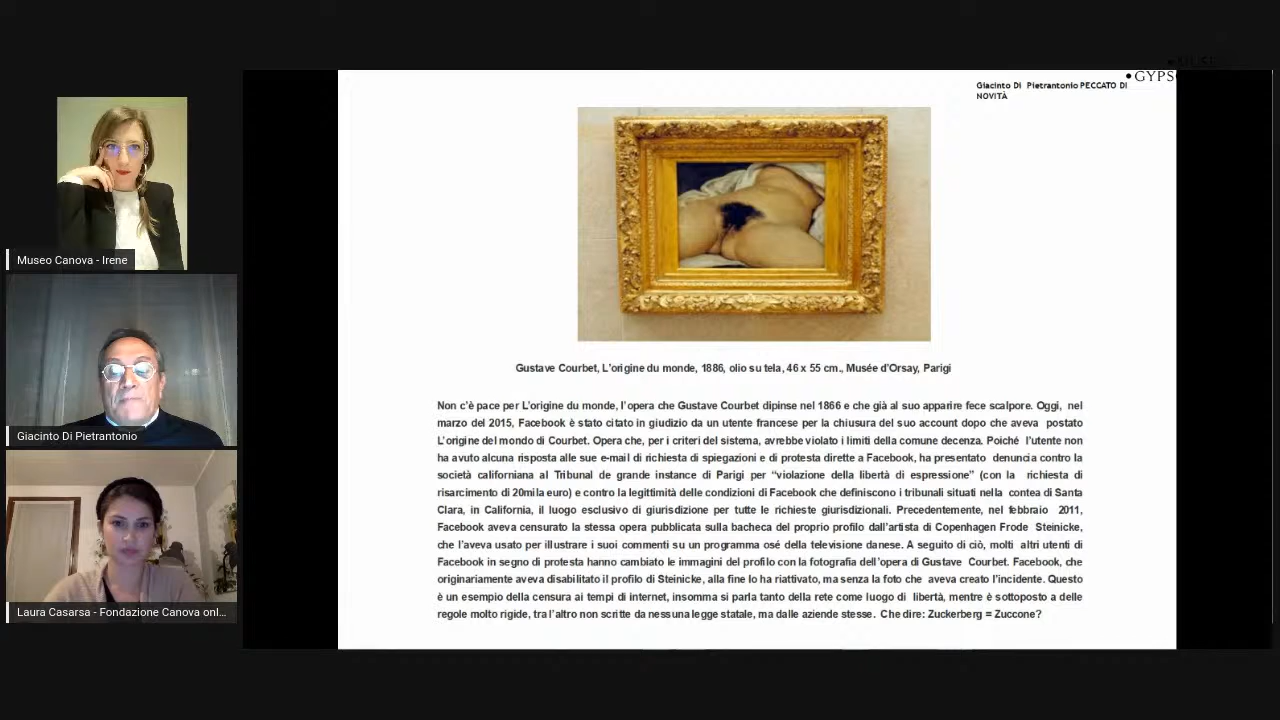 GYPS
Giacinto Di Pietrantonio PECCATO DI
NOVITÀ
Museo Canova - Irene
Giacinto Di Pietrantonio
Laura Casarsa - Fondazione Canova onl...
Gustave Courbet, L'origine du monde, 1886, olio su tela, 46 x 55 cm., Musée d'Orsay, Parigi
Non c'è pace per L'origine du monde, l'opera che Gustave Courbet dipinse nel 1866 e che già al suo apparire fece scalpore. Oggi, nel
marzo del 2015, Facebook è stato citato in giudizio da un utente francese per la chiusura del suo account dopo che aveva postato
L'origine del mondo di Courbet. Opera che, per i criteri del sistema, avrebbe violato i limiti della comune decenza. Poiché l'utente non
ha avuto alcuna risposta alle sue e-mail di richiesta di spiegazioni e di protesta dirette a Facebook, ha presentato denuncia contro la
società californiana al Tribunal de grande instance di Parigi per “violazione della libertà di espressione” (con la richiesta di
risarcimento di 20mila euro) e contro la legittimità delle condizioni di Facebook che definiscono i tribunali situati nella contea di Santa
Clara, in California, il luogo esclusivo di giurisdizione per tutte le richieste giurisdizionali. Precedentemente, nel febbraio 2011,
Facebook aveva censurato la stessa opera pubblicata sulla bacheca del proprio profilo dall'artista di Copenhagen Frode Steinicke,
che l'aveva usato per illustrare i suoi commenti su un programma osé della televisione danese. A seguito di ciò, molti altri utenti di
Facebook in segno di protesta hanno cambiato le immagini del profilo con la fotografia dell'opera di Gustave Courbet. Facebook, che
originariamente aveva disabilitato il profilo di Steinicke, alla fine lo ha riattivato, ma senza la foto che aveva creato l'incidente. Questo
è un esempio della censura ai tempi di internet, insomma si parla tanto della rete come luogo di libertà, mentre è sottoposto a delle
regole molto rigide, tra l'altro non scritte da nessuna legge statale, ma dalle aziende stesse. Che dire: Zuckerberg = Zuccone?